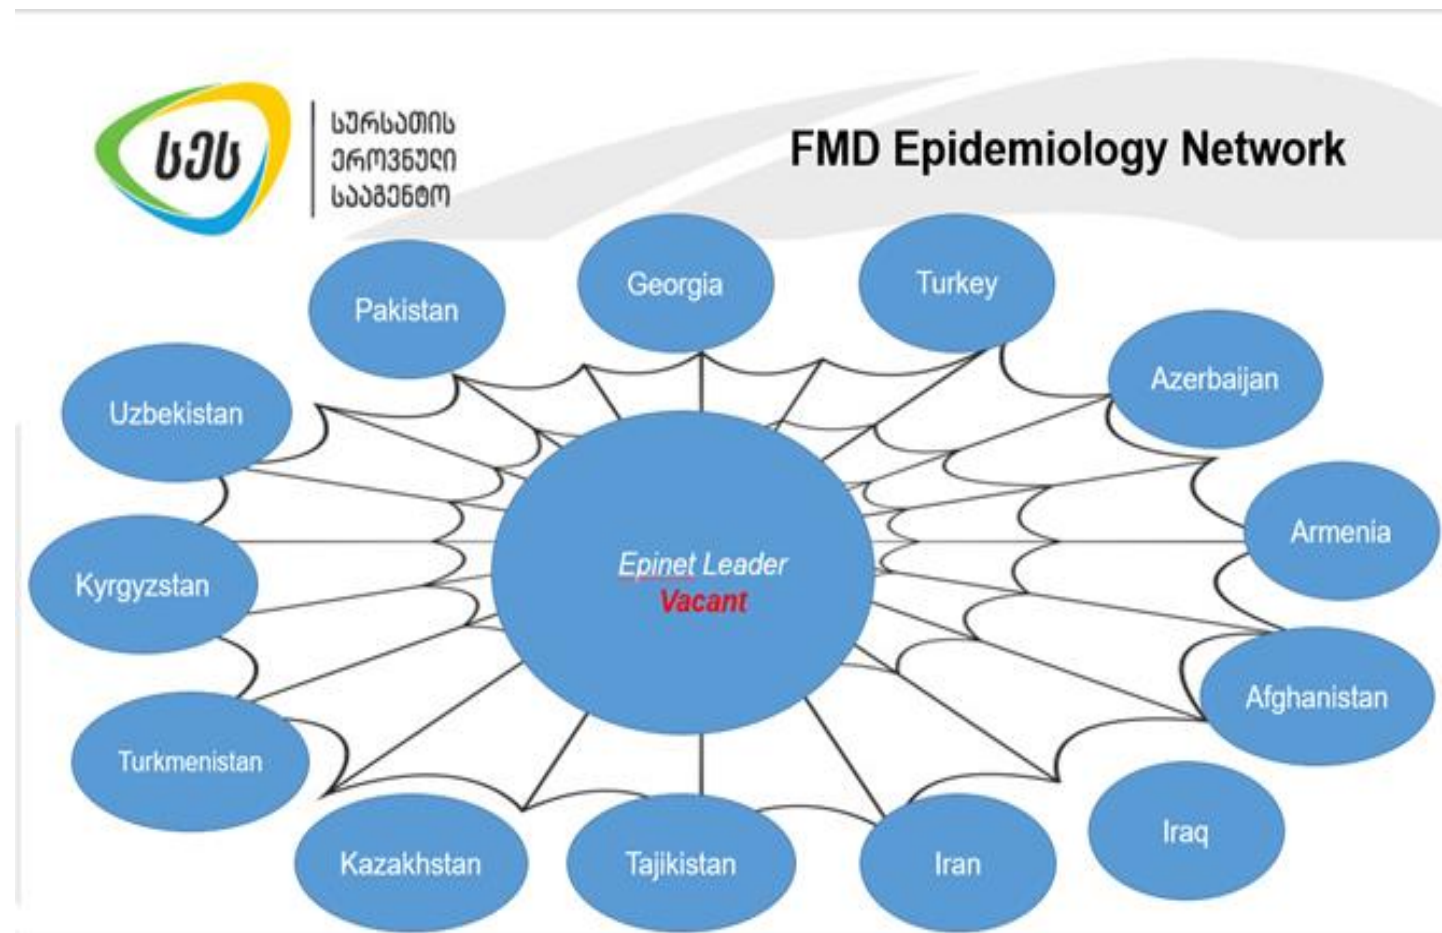 სეს
სურსათის
ეროვნული
სააგენტო
FMD Epidemiology Network
Georgia
Turkey
Pakistan
Azerbaijan
Uzbekistan
Armenia
Epinet Leader
Vacant
Kyrgyzstan
Afghanistan
Turkmenistan
Iraq
Kazakhstan
Tajikistan
Iran